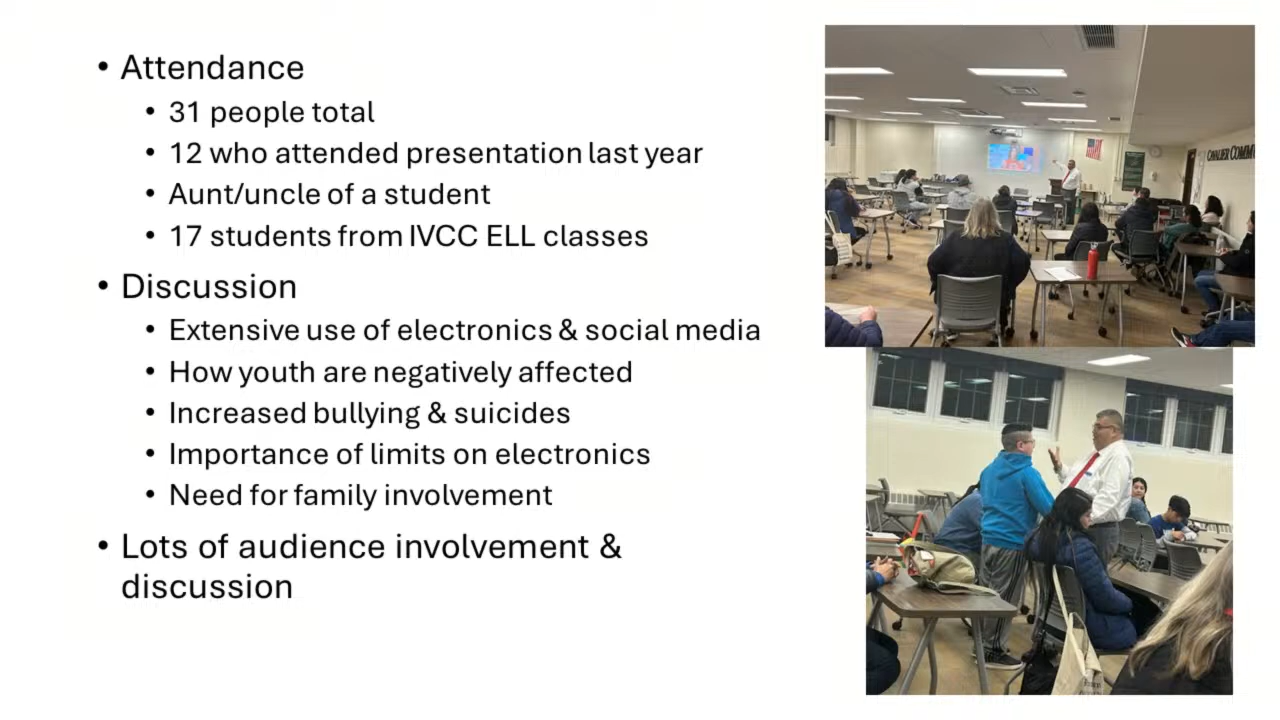 • Attendance
• 31 people total
• 12 who attended presentation last year
• Aunt/uncle of a student
• 17 students from IVCC ELL classes
• Discussion
• Extensive use of electronics & social media
• How youth are negatively affected
• Increased bullying & suicides
• Importance of limits on electronics
• Need for family involvement
• Lots of audience involvement &
discussion
CAVALIER COMM